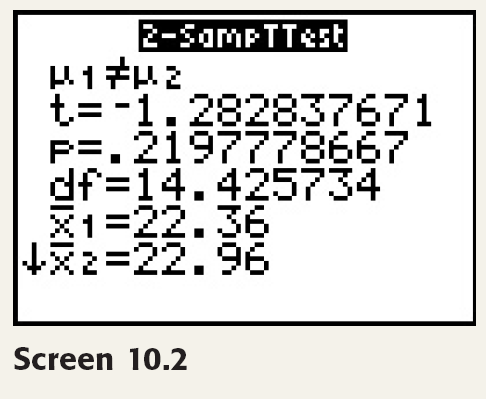 2-SampTTest
μ1≠μ2
t=-1.282837671
p=.2197778667
df=14.425734
x̄1=22.36
↓x̄2=22.96
Screen 10.2